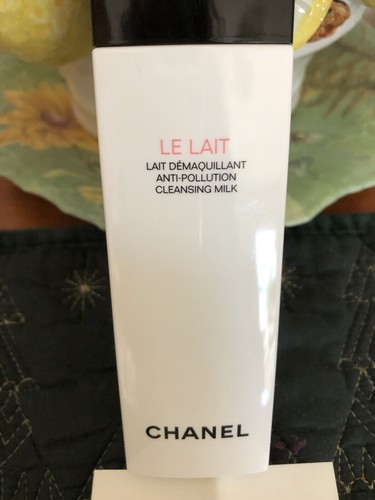 LE LAIT
LAIT DÉMAQUILLANT
ANTI-POLLUTION
CLEANSING MILK
CHANEL